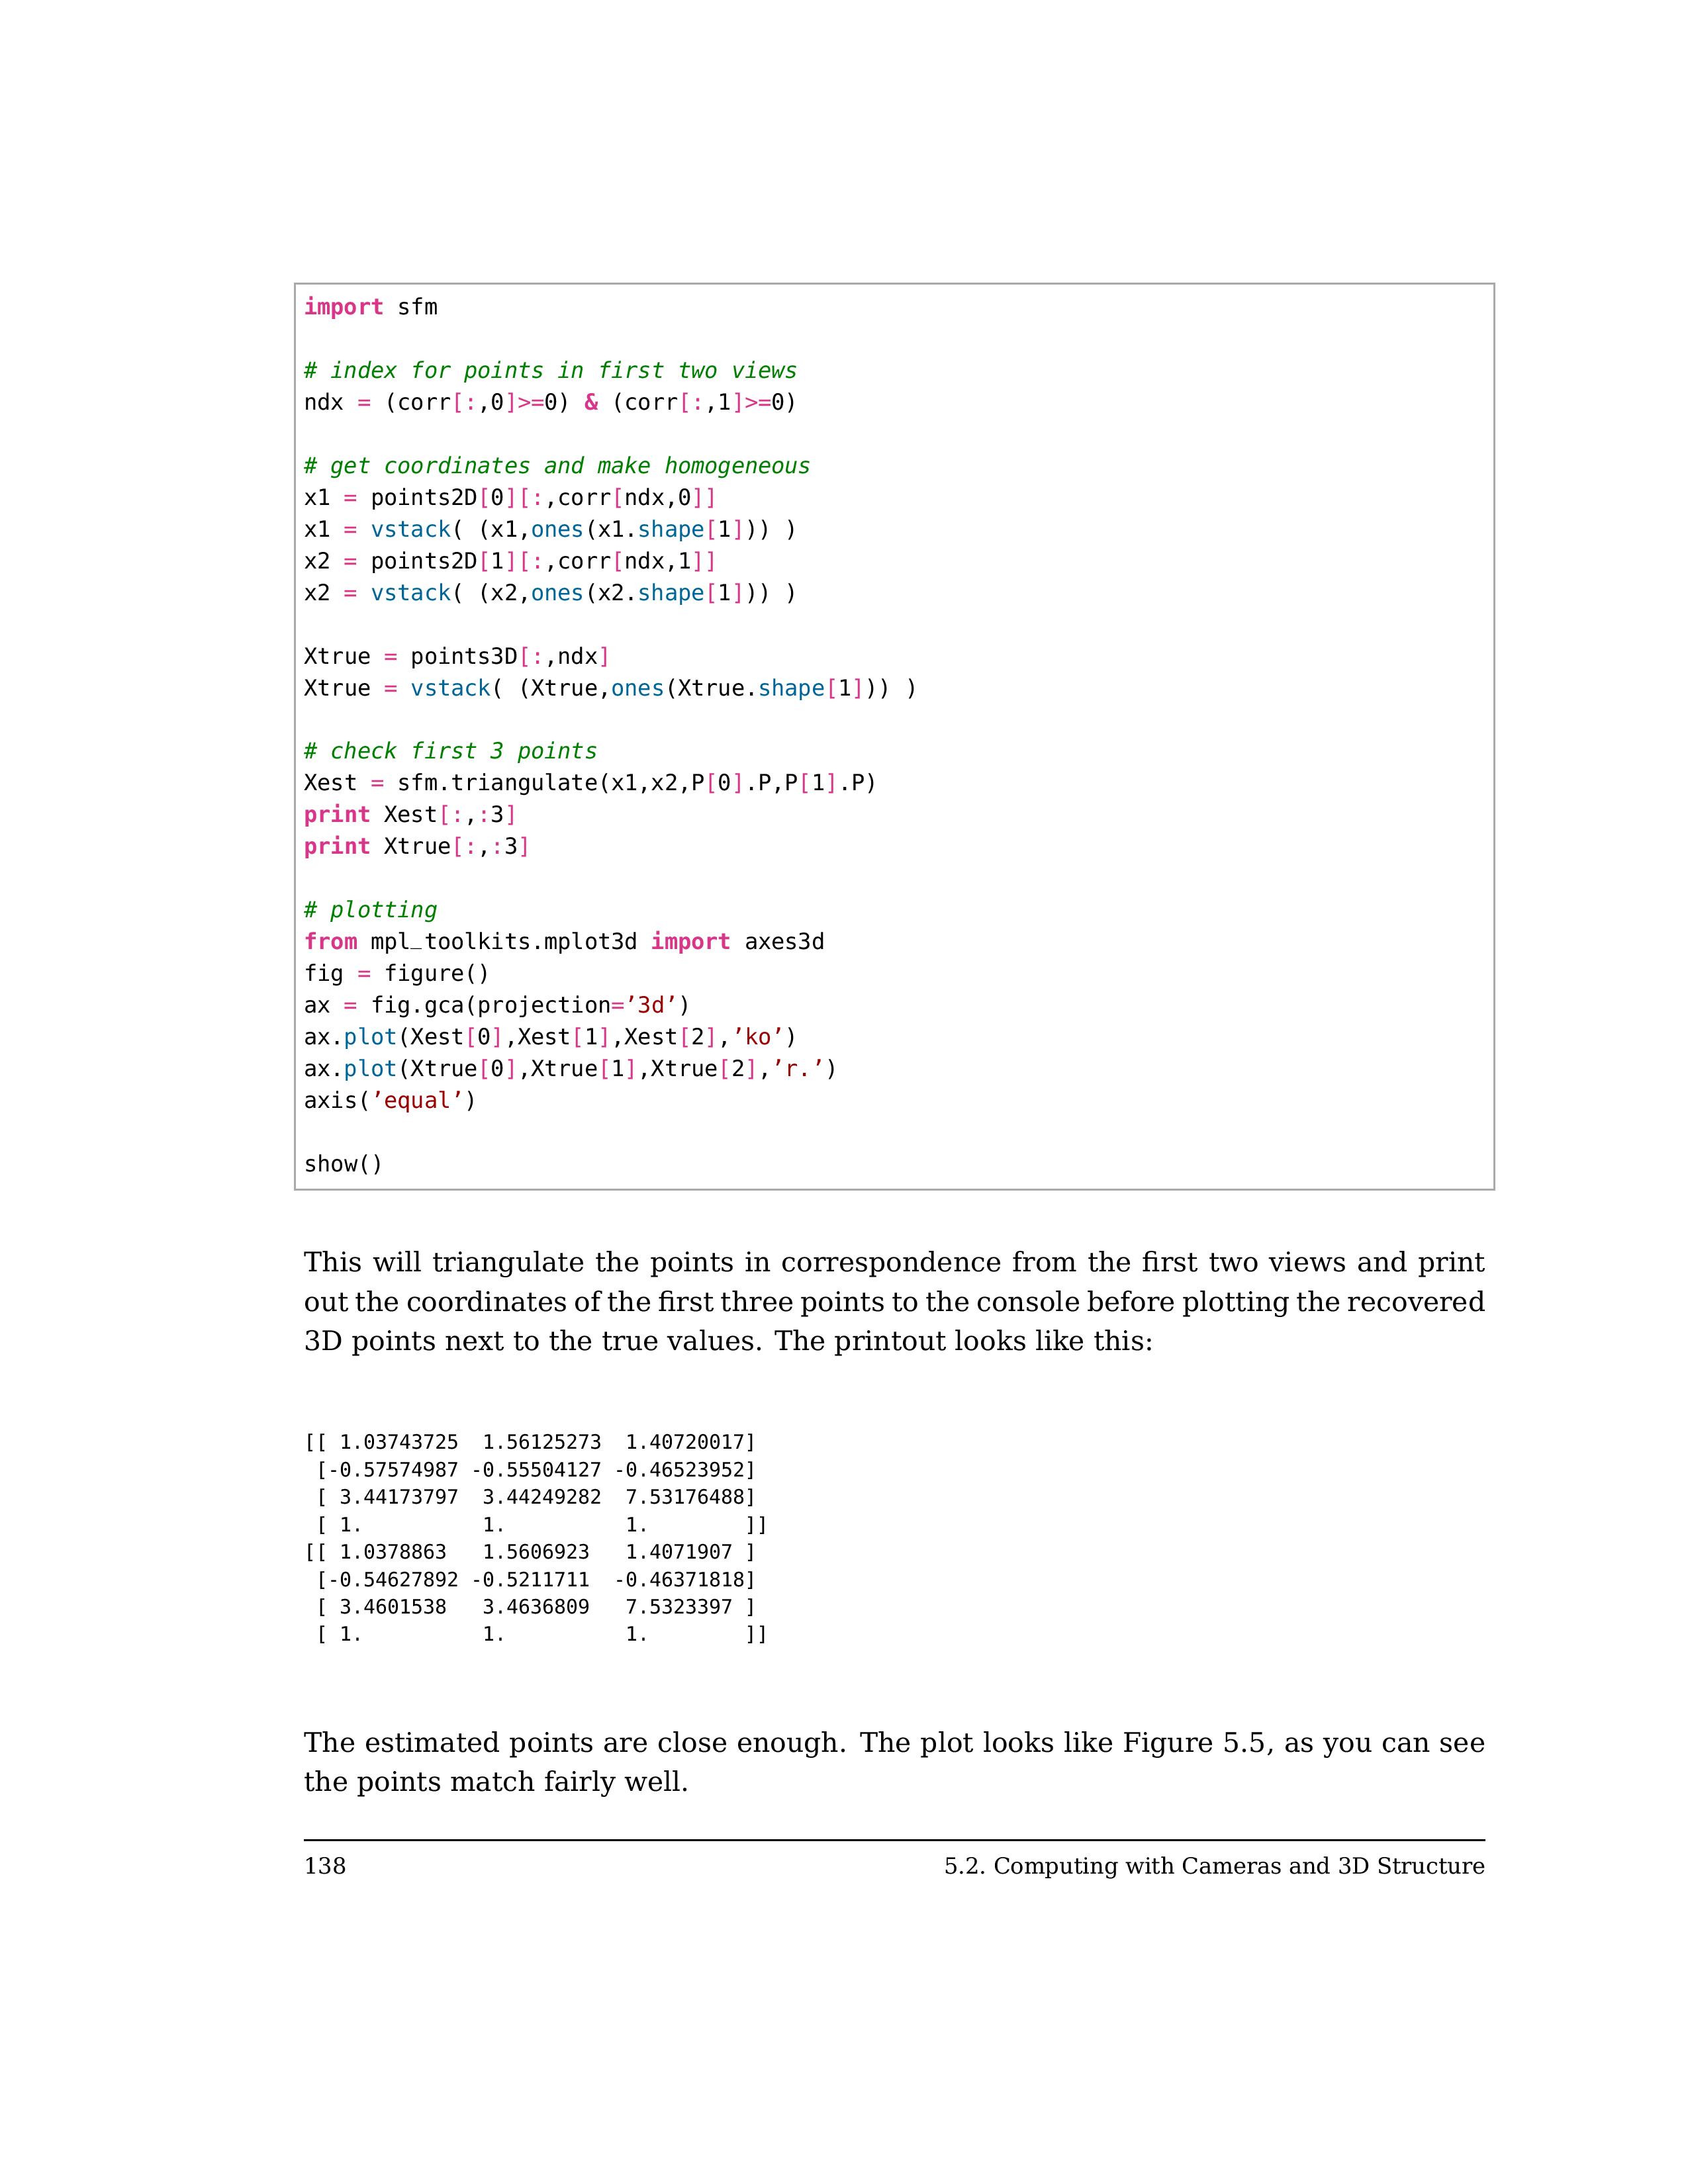 import sfm
# index for points in first two views
ndx = (corr[:,0]>=0) & (corr[:,1]>=0)
# get coordinates and make homogeneous
x1 = points2D[0][:,corr[ndx,0]]
x1 = vstack( (x1,ones(x1.shape[1])) )
x2 = points2D[1][:,corr[ndx,1]]
x2 = vstack( (x2,ones(x2.shape[1])) )
Xtrue = points3D[:,ndx]
Xtrue = vstack( (Xtrue,ones(Xtrue.shape[1])) )
# check first 3 points
Xest = sfm.triangulate(x1,x2,P[0].P,P[1].P)
print Xest[:,:3]
print Xtrue[:,:3]
# plotting
from mpl_toolkits.mplot3d import axes3d
fig = figure()
ax = fig.gca(projection=’3d’)
ax.plot(Xest[0],Xest[1],Xest[2],’ko’)
ax.plot(Xtrue[0],Xtrue[1],Xtrue[2],’r.’)
axis(’equal’)
show()
This will triangulate the points in correspondence from the first two views and print
out the coordinates of the first three points to the console before plotting the recovered
3D points next to the true values. The printout looks like this:
[[ 1.03743725  1.56125273  1.40720017]
 [-0.57574987 -0.55504127 -0.46523952]
 [ 3.44173797  3.44249282  7.53176488]
 [ 1.          1.          1.        ]]
[[ 1.0378863   1.5606923   1.4071907 ]
 [-0.54627892 -0.5211711  -0.46371818]
 [ 3.4601538   3.4636809   7.5323397 ]
 [ 1.          1.          1.        ]]
The estimated points are close enough. The plot looks like Figure 5.5, as you can see
the points match fairly well.
138 5.2. Computing with Cameras and 3D Structure